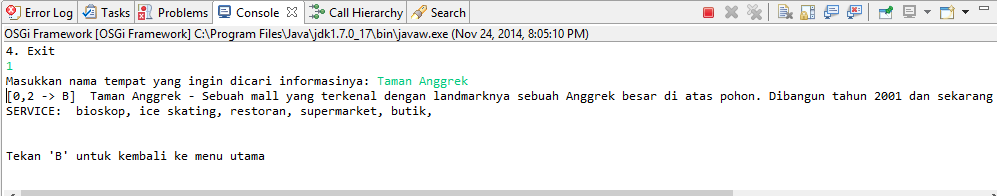 Error Log Tasks Problems Console Call Hierarchy Search
OSGi Framework [OSGi Framework] C:\Program Files\Java\jdk1.7.0_17\bin\javaw.exe (Nov 24, 2014, 8:05:10 PM)
4. Exit
1
Masukkan nama tempat yang ingin dicari informasinya: Taman Anggrek
[0,2 -> B]  Taman Anggrek - Sebuah mall yang terkenal dengan landmarknya sebuah Anggrek besar di atas pohon. Dibangun tahun 2001 dan sekarang
SERVICE:  bioskop, ice skating, restoran, supermarket, butik,
Tekan 'B' untuk kembali ke menu utama